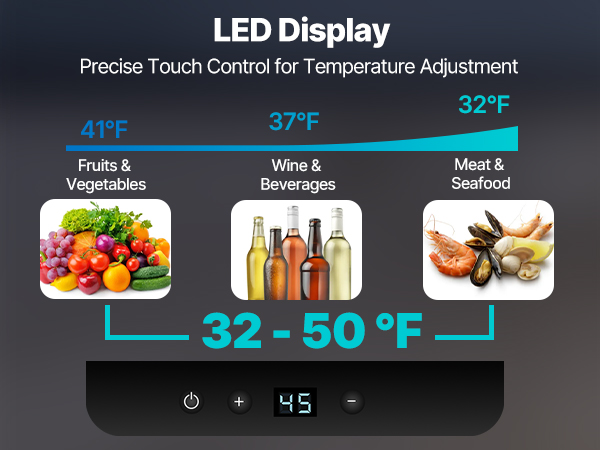 LED Display
Precise Touch Control for Temperature Adjustment
41°F
37°F
32°F
Fruits &
Vegetables
Wine &
Beverages
Meat &
Seafood
32 - 50 °F
+
45
−